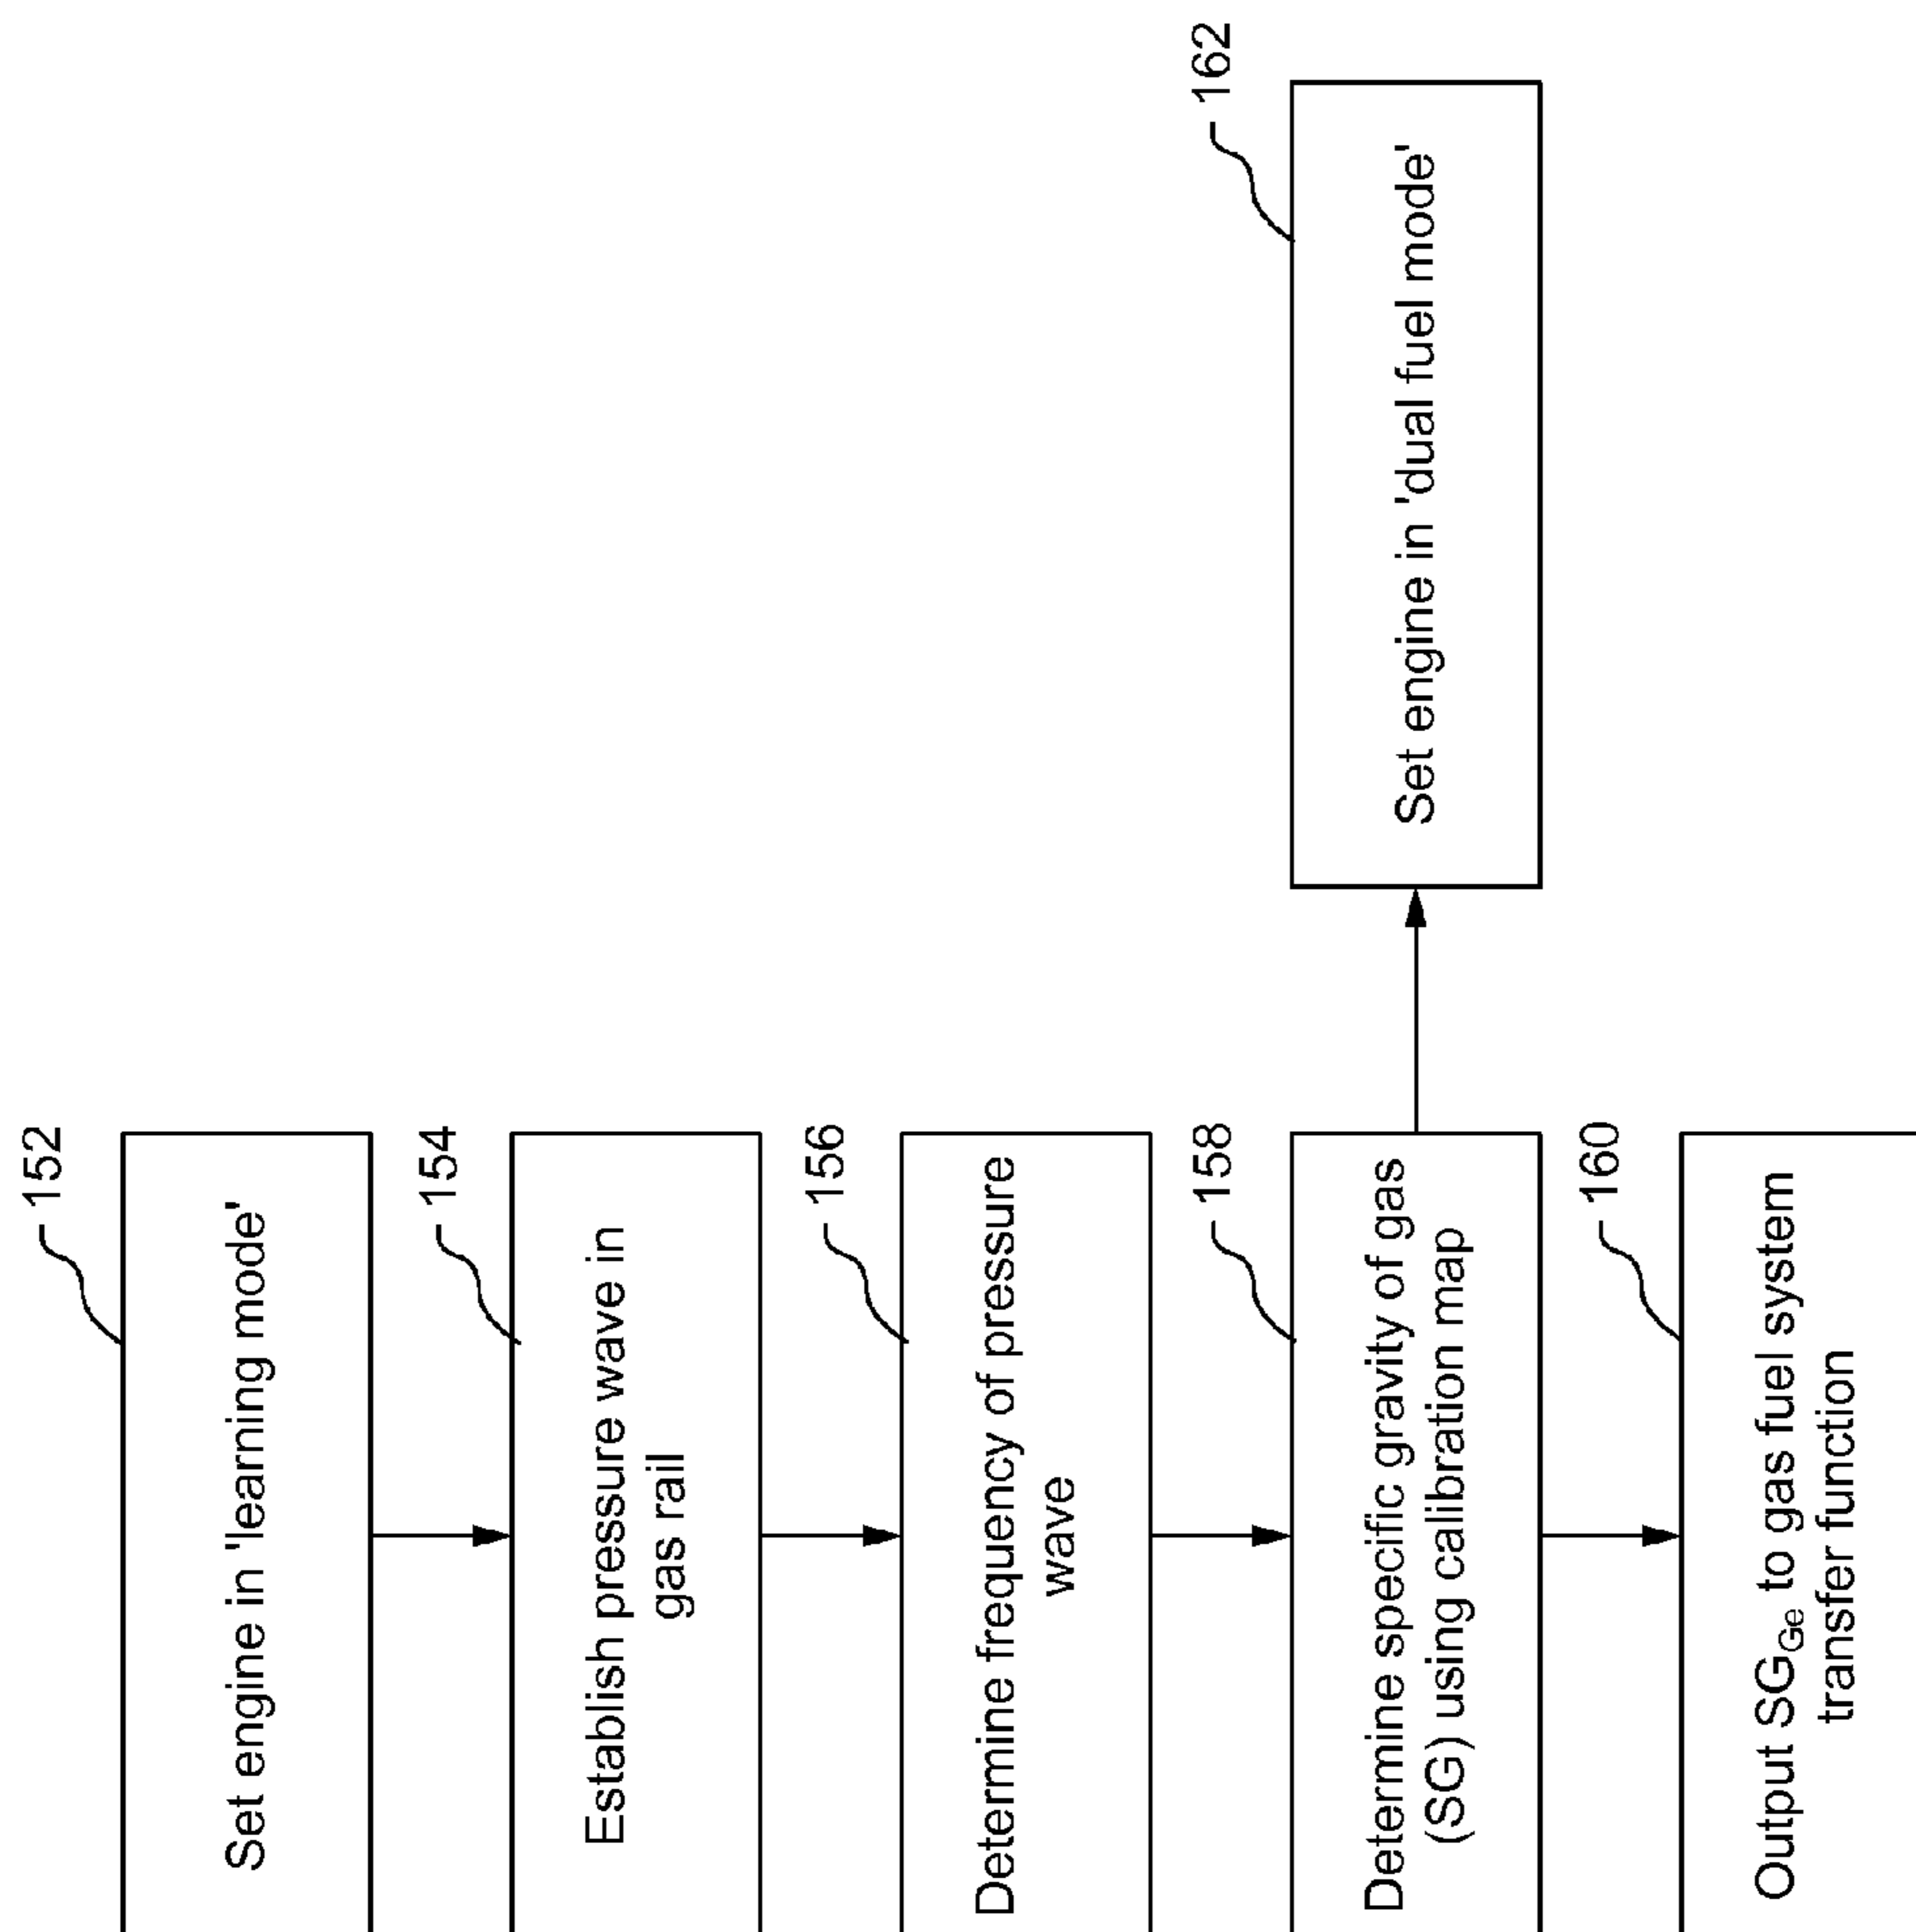 152
Set engine in 'learning mode'
154
Establish pressure wave in
gas rail
156
Determine frequency of pressure
wave
158
Determine specific gravity of gas
(SG) using calibration map
160
Output SGGe to gas fuel system
transfer function
162
Set engine in 'dual fuel mode'